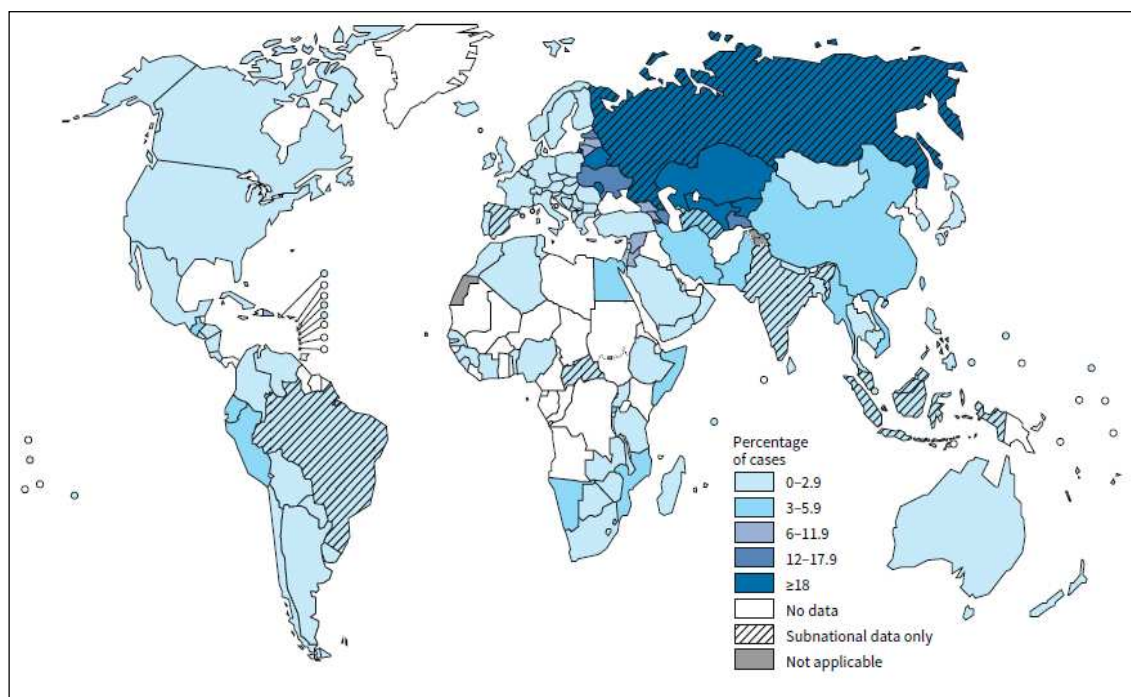 Percentage
of cases
0–2.9
3–5.9
6–11.9
12–17.9
≥18
No data
Subnational data only
Not applicable